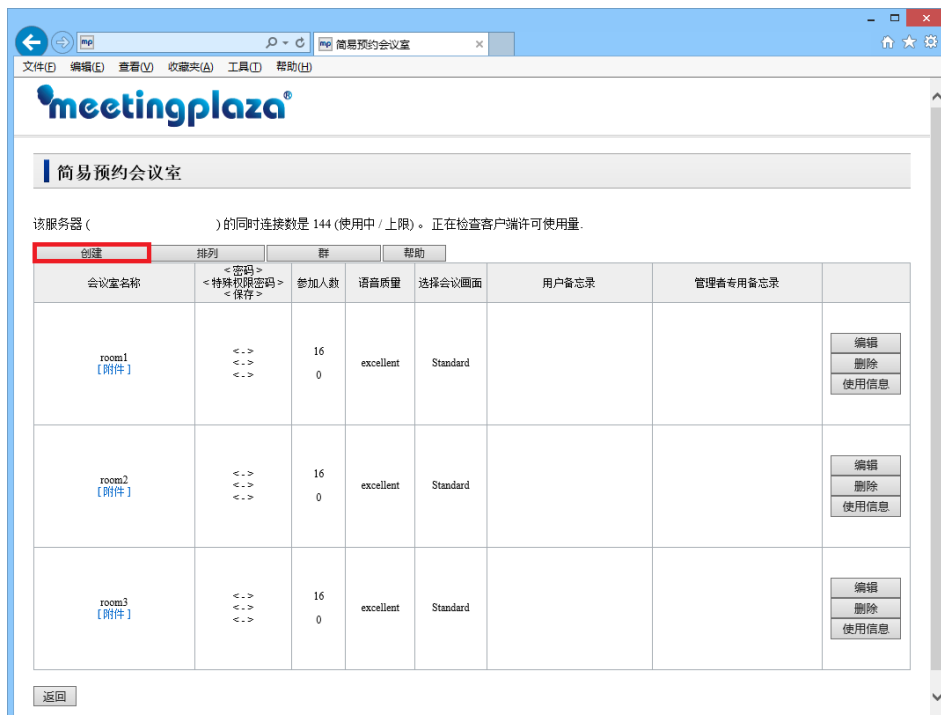 mp 简易预约会议室
文件(F) 编辑(E) 查看(V) 收藏夹(A) 工具(T) 帮助(H)
meetingplaza®
简易预约会议室
该服务器 ( ) 的同时连接数是 144 (使用中 / 上限) 。 正在检查客户端许可使用量.
创建 排列 群 帮助
会议室名称 <密码> <特殊权限密码> <保存> 参加人数 语音质量 选择会议画面 用户备忘录 管理者专用备忘录
room1
[附件]
<->
<->
<->
16
0
excellent
Standard
编辑
删除
使用信息
room2
[附件]
<->
<->
<->
16
0
excellent
Standard
编辑
删除
使用信息
room3
[附件]
<->
<->
<->
16
0
excellent
Standard
编辑
删除
使用信息
返回